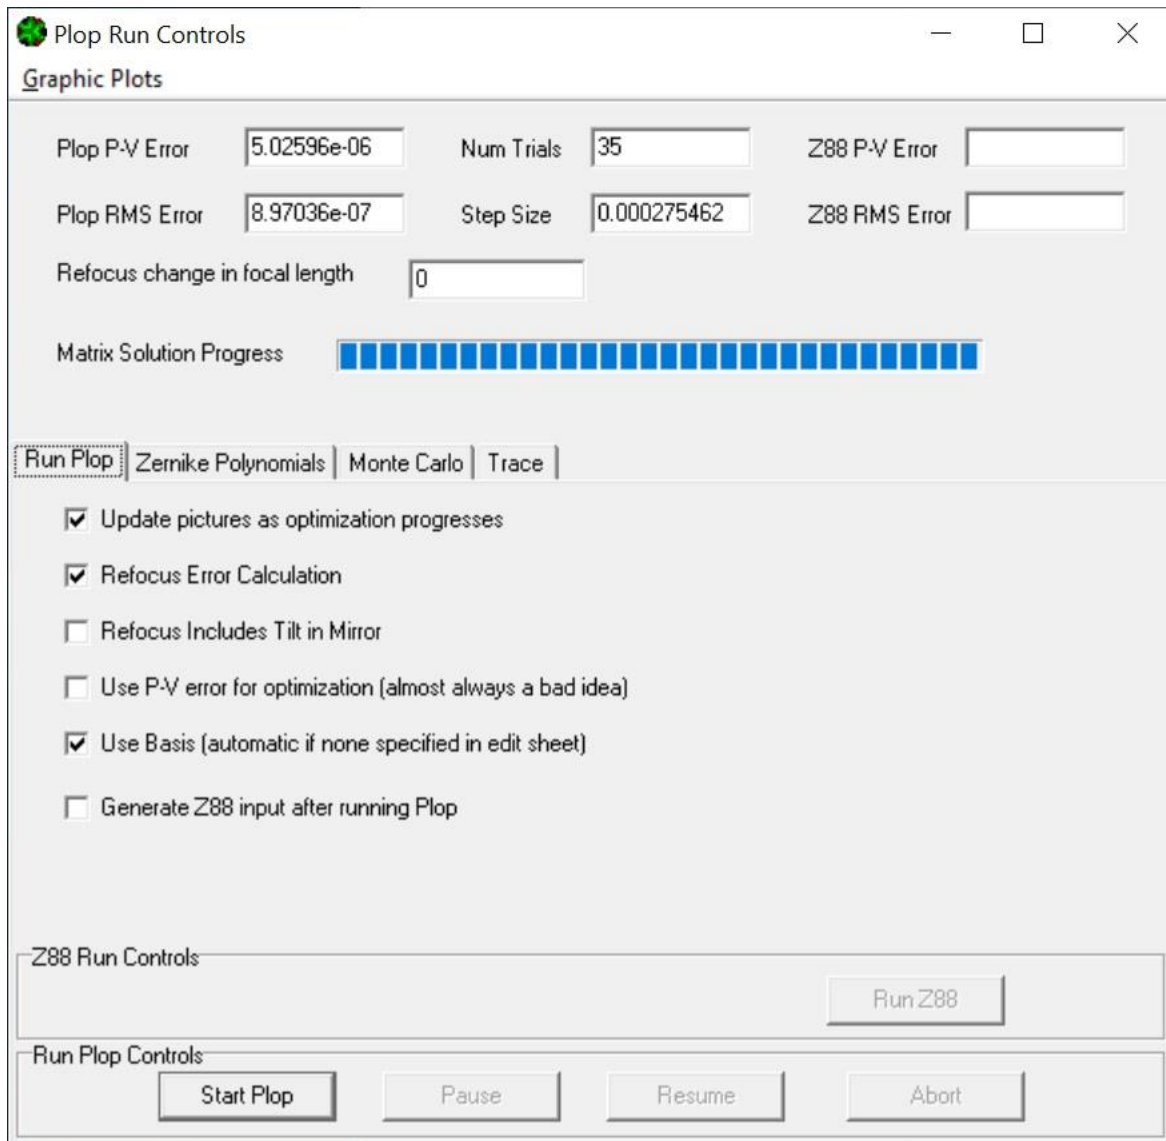 Plop Run Controls
Graphic Plots
Plop P-V Error 5.02596e-06 Num Trials 35 Z88 P-V Error
Plop RMS Error 8.97036e-07 Step Size 0.000275462 Z88 RMS Error
Refocus change in focal length 0
Matrix Solution Progress
Run Plop Zernike Polynomials Monte Carlo Trace
Update pictures as optimization progresses
Refocus Error Calculation
Refocus Includes Tilt in Mirror
Use P-V error for optimization (almost always a bad idea)
Use Basis (automatic if none specified in edit sheet)
Generate Z88 input after running Plop
Z88 Run Controls
Run Z88
Run Plop Controls
Start Plop Pause Resume Abort